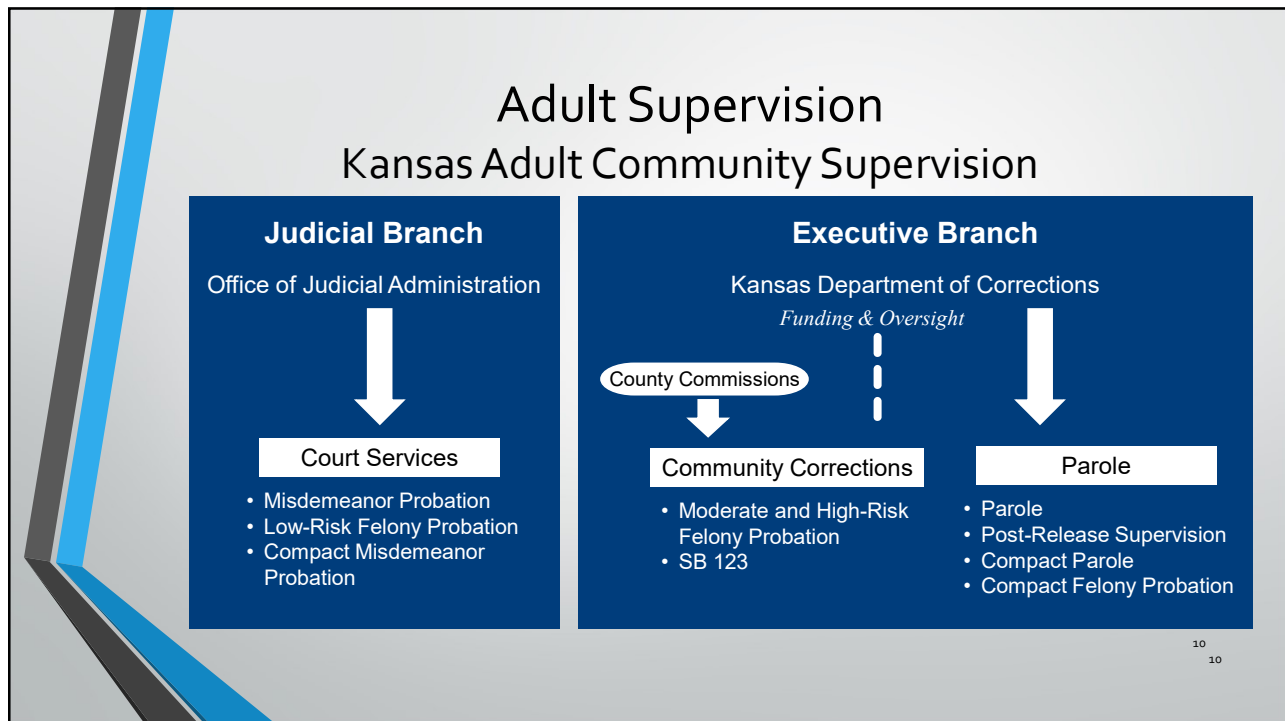 Adult Supervision
Kansas Adult Community Supervision
Judicial Branch
Office of Judicial Administration
Court Services
• Misdemeanor Probation
• Low-Risk Felony Probation
• Compact Misdemeanor
Probation
Executive Branch
Kansas Department of Corrections
Funding & Oversight
County Commissions
Community Corrections
• Moderate and High-Risk
Felony Probation
• SB 123
Parole
• Parole
• Post-Release Supervision
• Compact Parole
• Compact Felony Probation
10
10